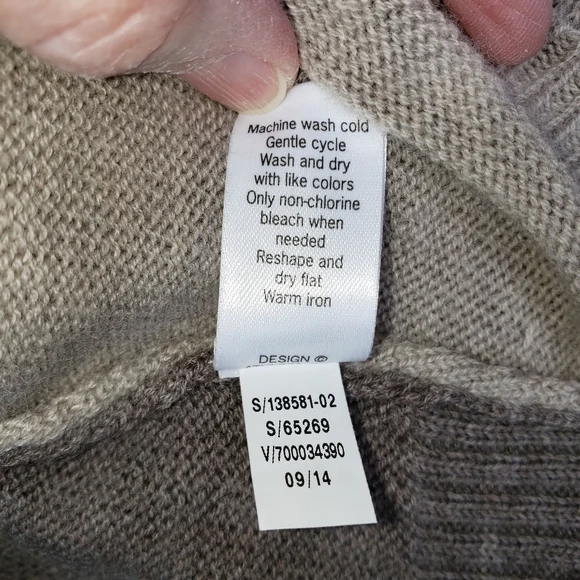 Machine wash cold
Gentle cycle
Wash and dry
with like colors
Only non-chlorine
bleach when
needed
Reshape and
dry flat
Warm iron
DESIGN ©
S/138581-02
S/65269
V/700034390
09/14